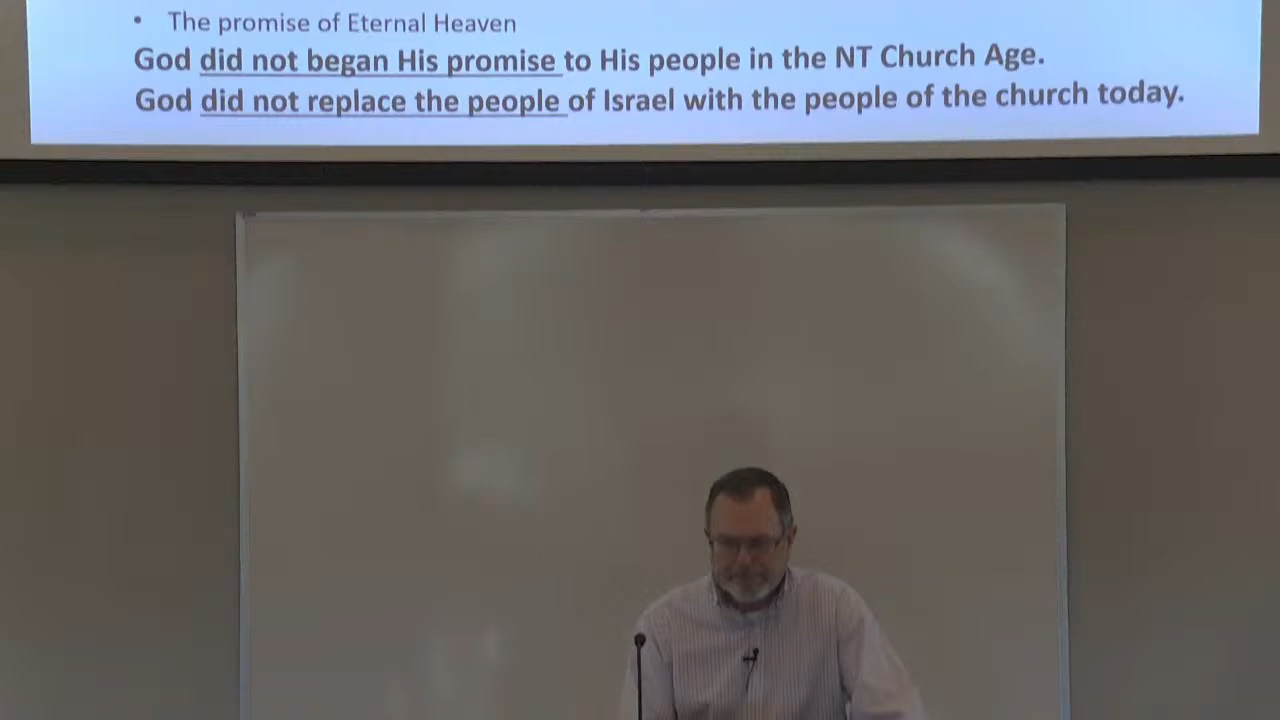 • The promise of Eternal Heaven
God did not began His promise to His people in the NT Church Age.
God did not replace the people of Israel with the people of the church today.